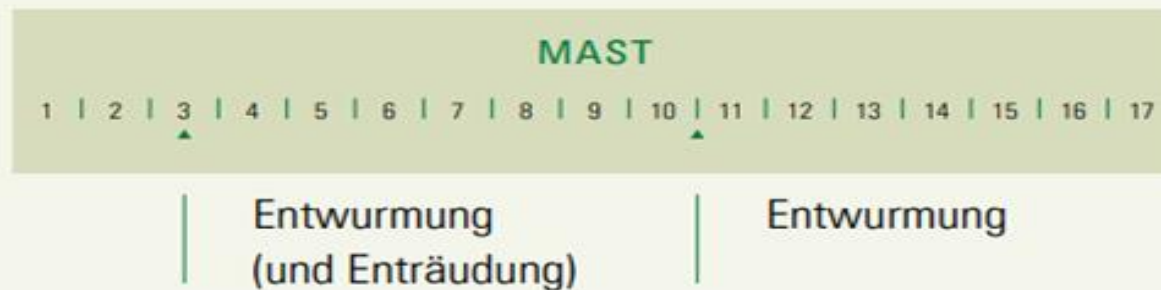 MAST
1 | 2 | 3 | 4 | 5 | 6 | 7 | 8 | 9 | 10 | 11 | 12 | 13 | 14 | 15 | 16 | 17
Entwurmung
(und Enträudung)
Entwurmung